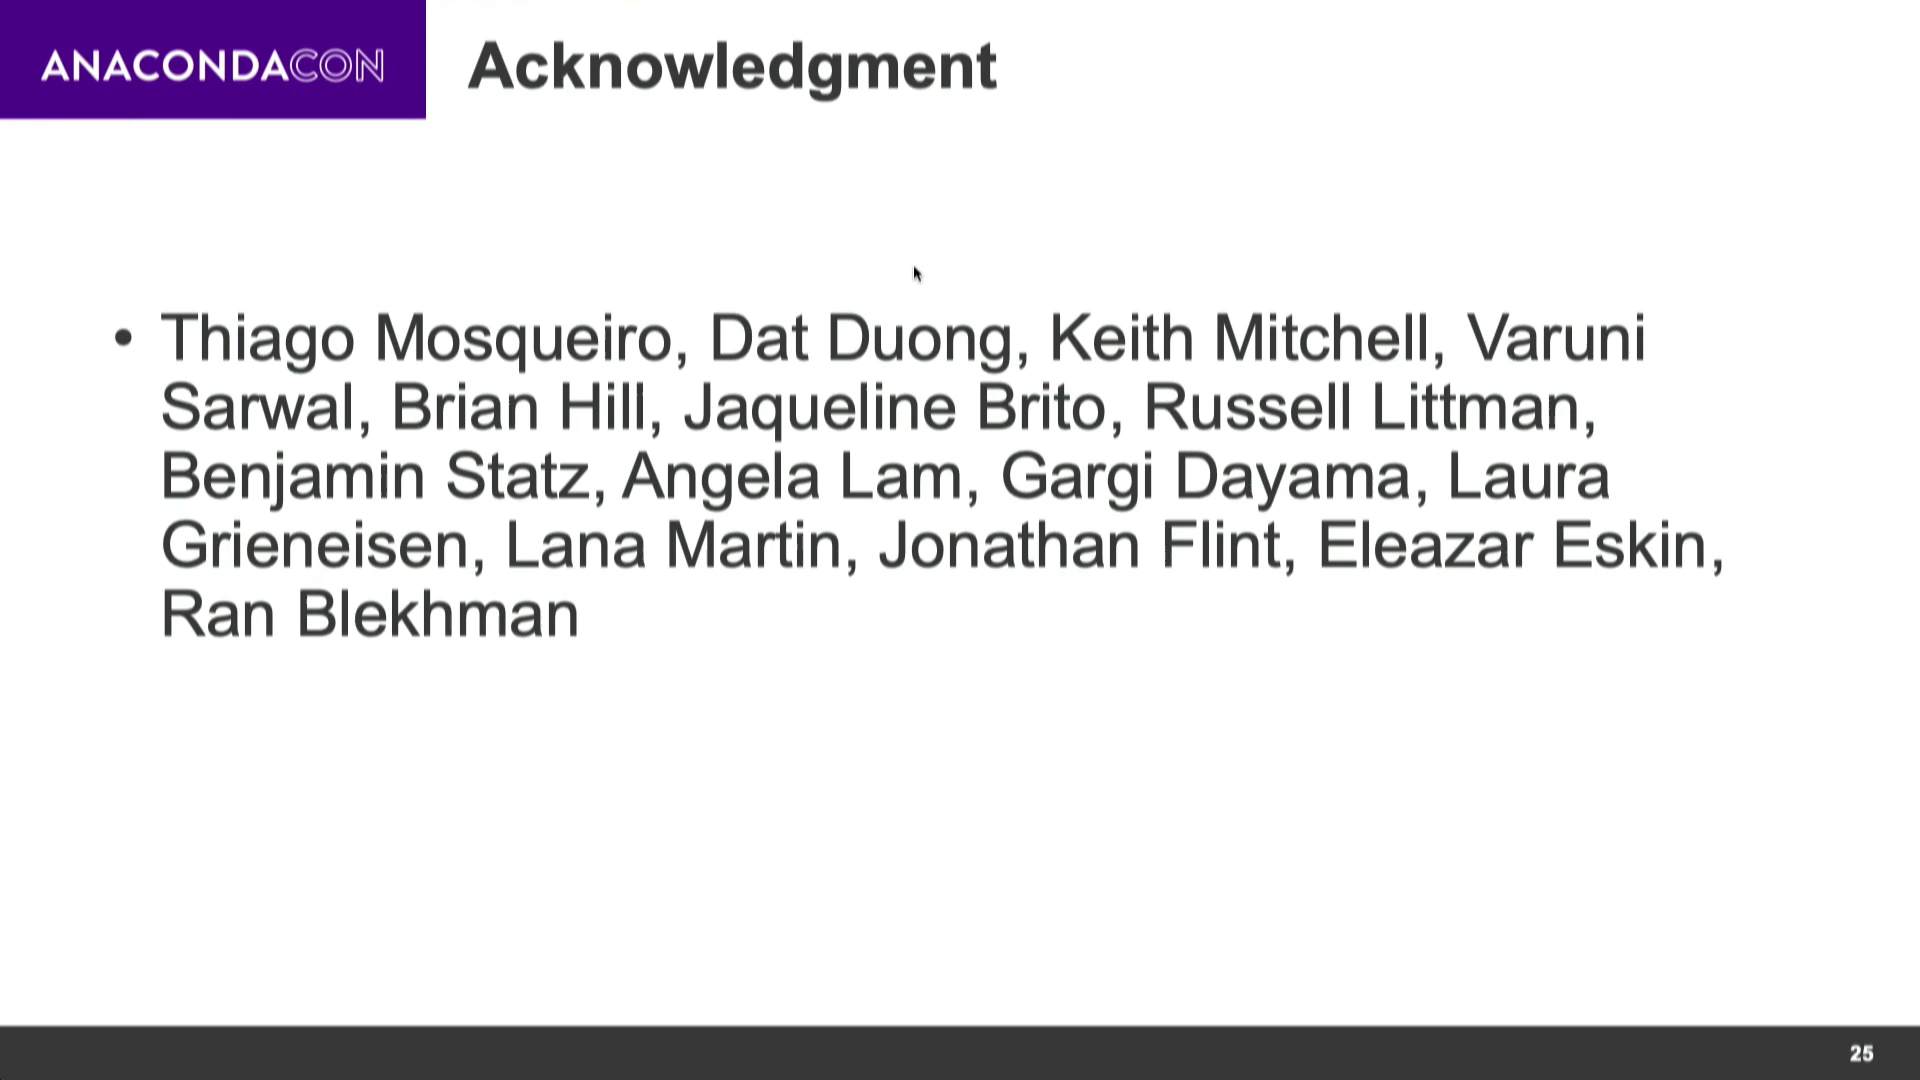 ANACONDACON
Acknowledgment
• Thiago Mosqueiro, Dat Duong, Keith Mitchell, Varuni
Sarwal, Brian Hill, Jaqueline Brito, Russell Littman,
Benjamin Statz, Angela Lam, Gargi Dayama, Laura
Grieneisen, Lana Martin, Jonathan Flint, Eleazar Eskin,
Ran Blekhman
25